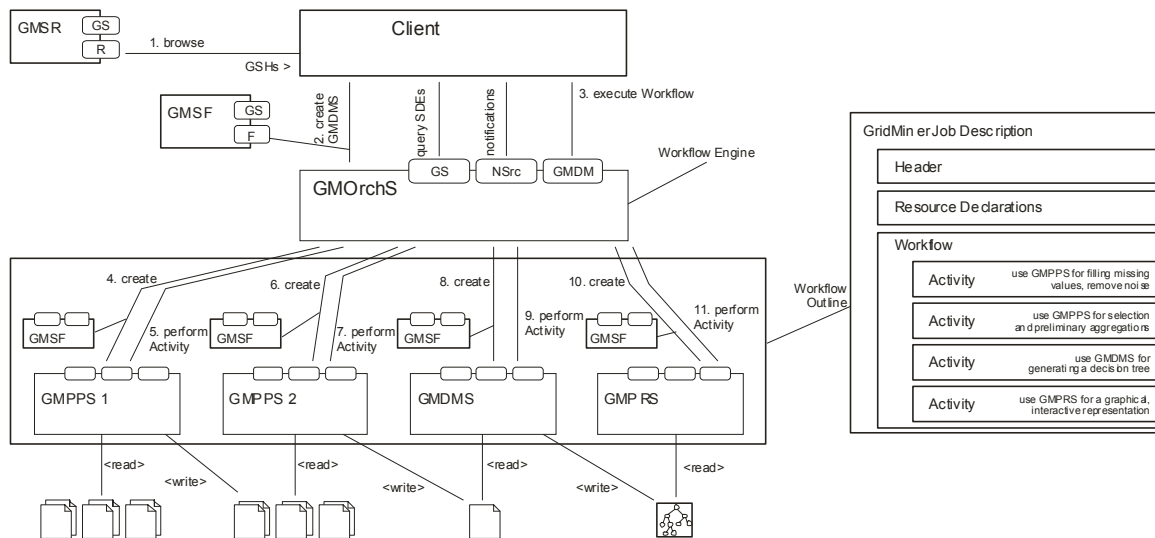 GMSR
GS
R
1. browse
GSHs >
Client
GMSF
GS
F
2. create
GMDMS
query SDEs
notifications
3. execute Workflow
GMOrchS
GS
NSrc
GMDM
Workflow Engine
4. create
GMSF
5. perform
Activity
6. create
GMSF
7. perform
Activity
8. create
GMSF
9. perform
Activity
10. create
GMSF
11. perform
Activity
GMPPS 1
GMPPS 2
GMDMS
GMPRS
<read>
<write>
<read>
<write>
<read>
<write>
<read>
Workflow
Outline
GridMinerJob Description
Header
Resource Declarations
Workflow
Activity
use GMPPS for filling missing
values, remove noise
Activity
use GMPPS for selection
and preliminary aggregations
Activity
use GMDMS for
generating a decision tree
Activity
use GMPRS for a graphical,
interactive representation